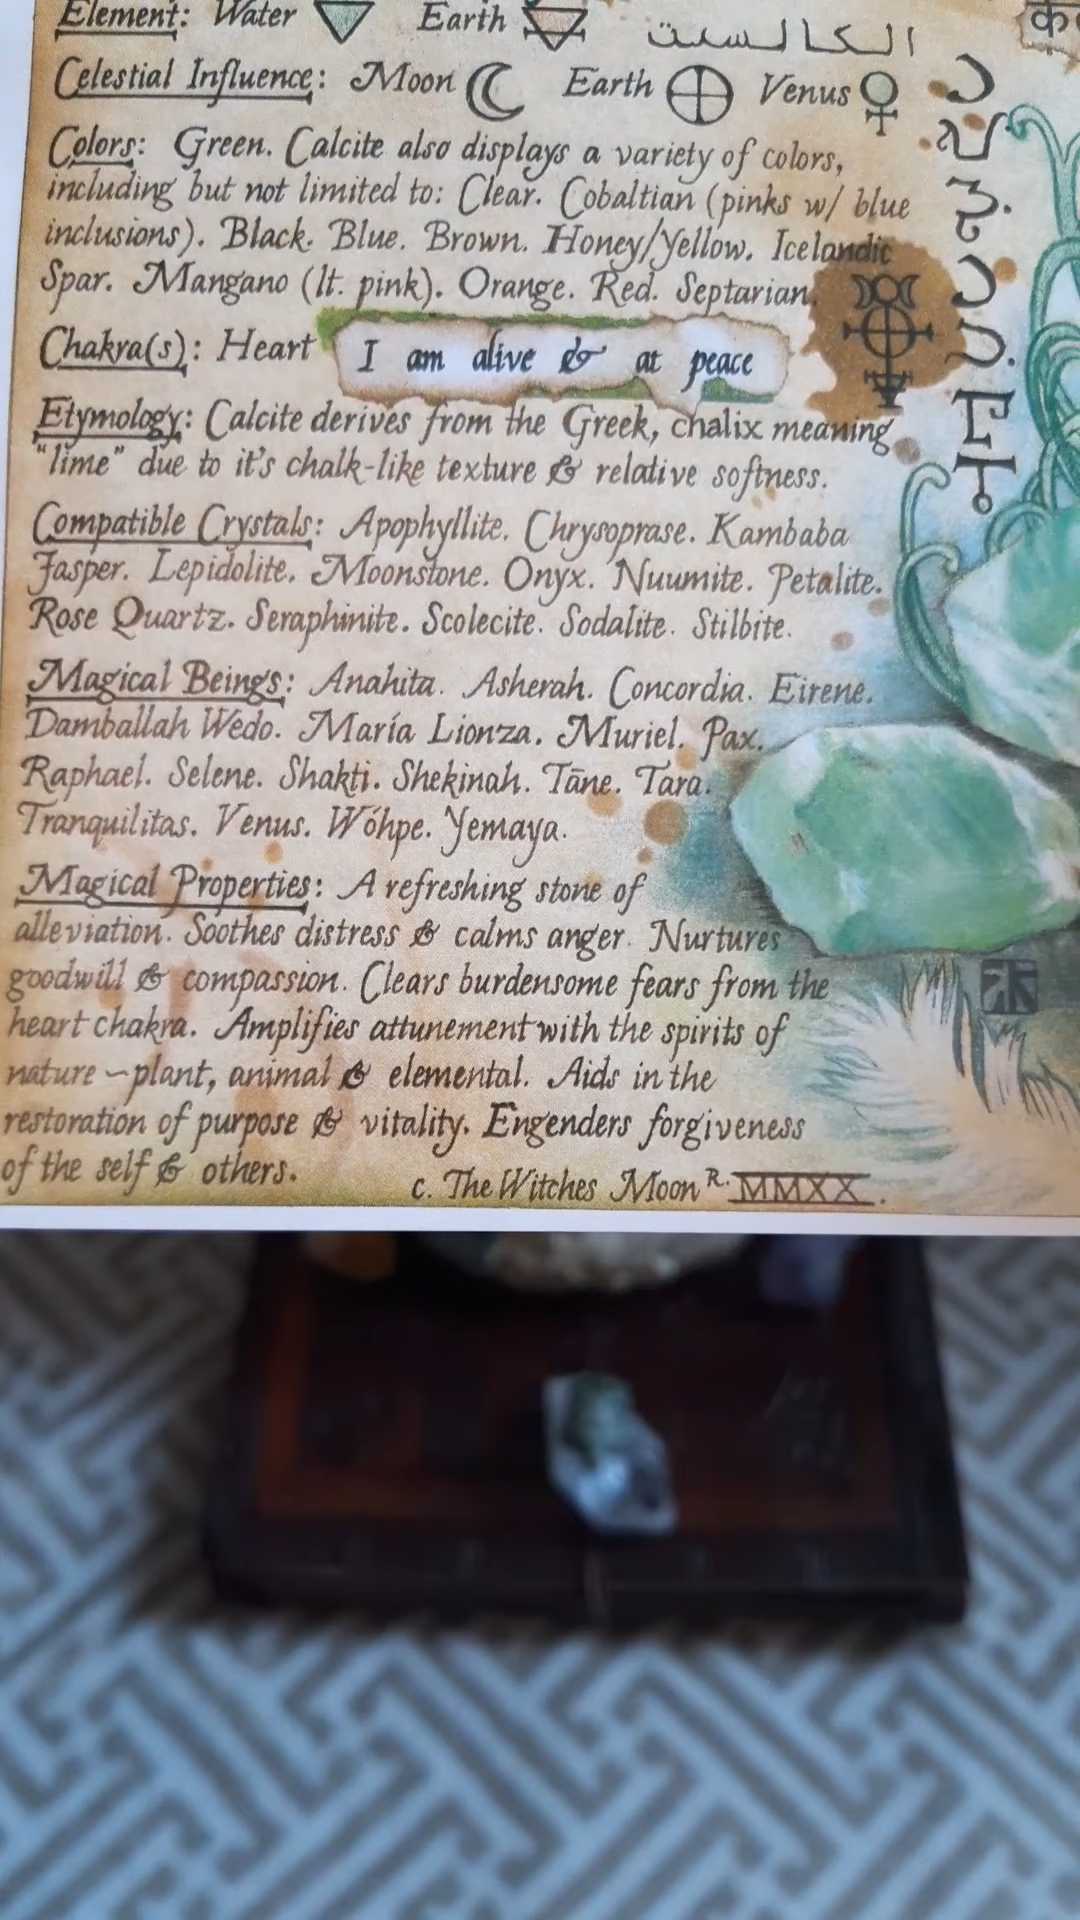 Element: Water Earth
الكالسيت
Celestial Influence: Moon Earth Venus
Colors: Green. Calcite also displays a variety of colors,
including but not limited to: Clear. Cobaltian (pinks w/ blue
inclusions). Black. Blue. Brown. Honey/Yellow. Icelandic
Spar. Mangano (lt. pink). Orange. Red. Septarian.
Chakra(s): Heart
I am alive & at peace
Etymology: Calcite derives from the Greek, chalix meaning
"lime" due to it's chalk-like texture & relative softness.
Compatible Crystals: Apophyllite. Chrysoprase. Kambaba
Jasper. Lepidolite. Moonstone. Onyx. Nuumite. Petalite.
Rose Quartz. Seraphinite. Scolecite. Sodalite. Stilbite.
Magical Beings: Anahita. Asherah. Concordia. Eirene.
Damballah Wedo. María Lionza. Muriel. Pax.
Raphael. Selene. Shakti. Shekinah. Tāne. Tara.
Tranquilitas. Venus. Wóhpe. Yemaya.
Magical Properties: A refreshing stone of
alleviation. Soothes distress & calms anger. Nurtures
goodwill & compassion. Clears burdensome fears from the
heart chakra. Amplifies attunement with the spirits of
nature ~plant, animal & elemental. Aids in the
restoration of purpose & vitality. Engenders forgiveness
of the self & others.
c. The Witches Moon R. MMXX.